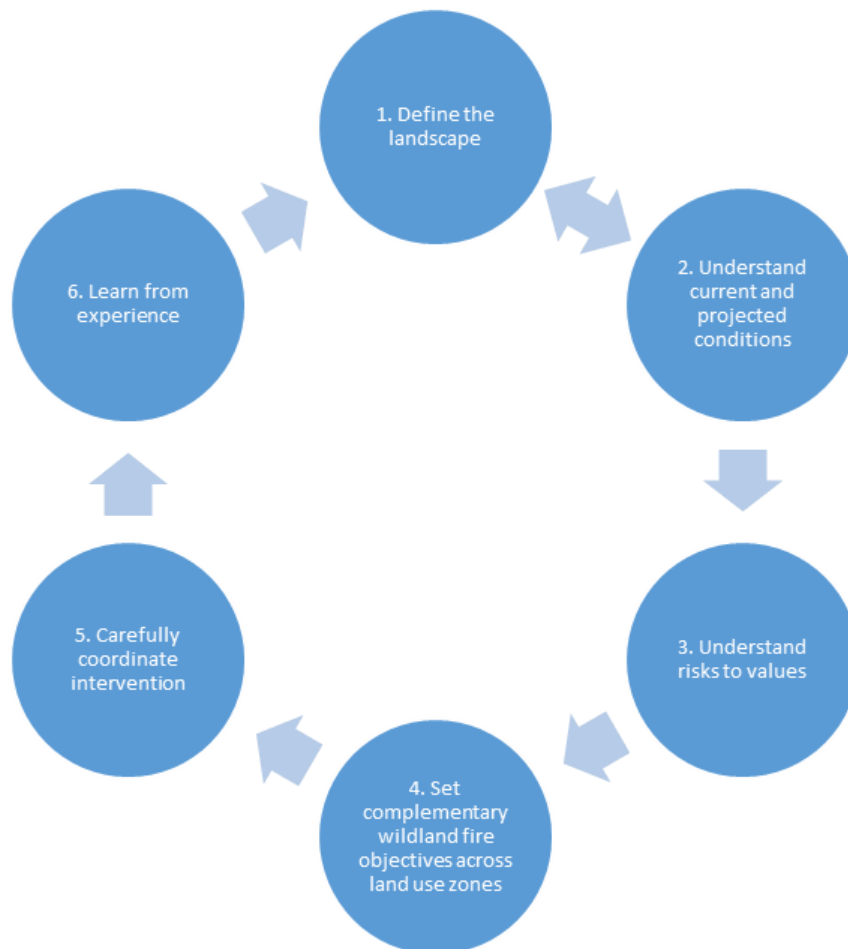 1. Define the
landscape
2. Understand
current and
projected
conditions
3. Understand
risks to values
4. Set
complementary
wildland fire
objectives across
land use zones
5. Carefully
coordinate
intervention
6. Learn from
experience